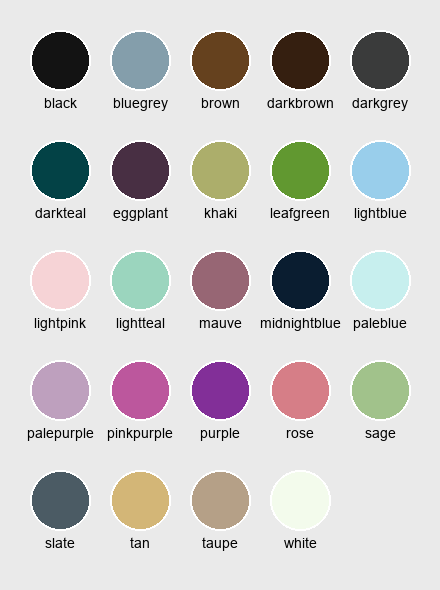 black bluegrey brown darkbrown darkgrey
darkteal eggplant khaki leafgreen lightblue
lightpink lightteal mauve midnightblue paleblue
palepurple pinkpurple purple rose sage
slate tan taupe white